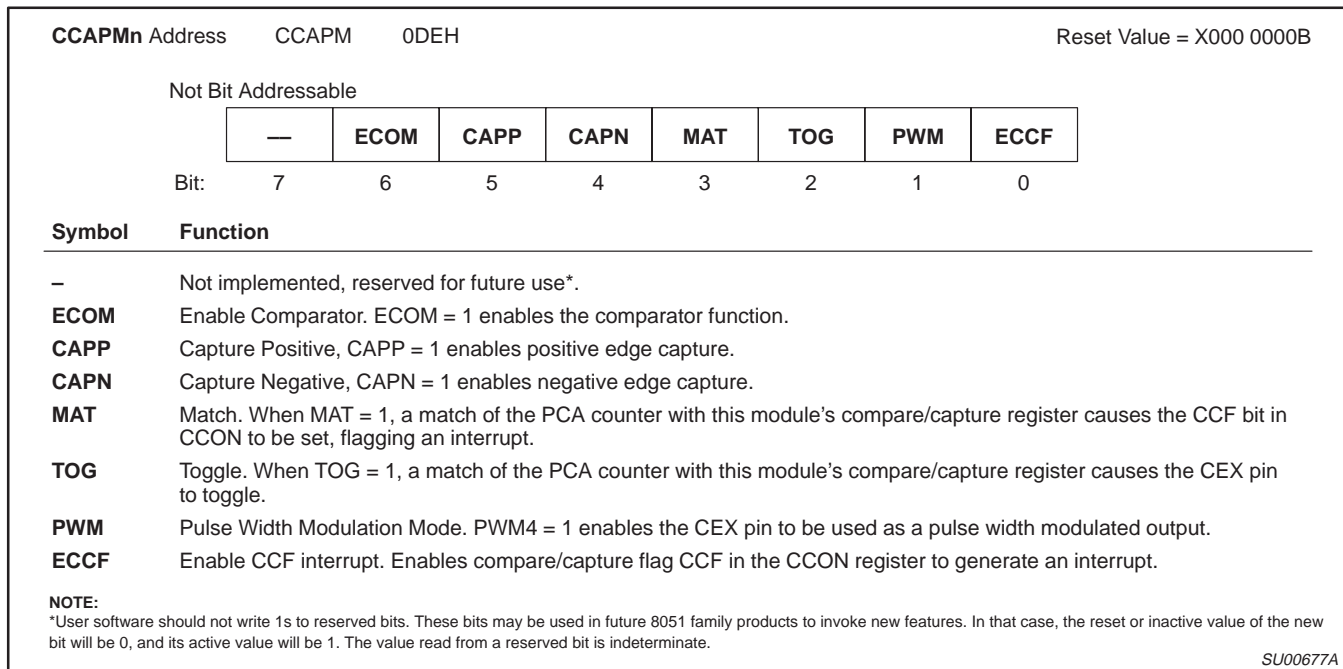 CCAPMn Address CCAPM 0DEH Reset Value = X000 0000B
Not Bit Addressable
–– ECOM CAPP CAPN MAT TOG PWM ECCF
Bit: 7 6 5 4 3 2 1 0
Symbol Function
– Not implemented, reserved for future use*.
ECOM Enable Comparator. ECOM = 1 enables the comparator function.
CAPP Capture Positive, CAPP = 1 enables positive edge capture.
CAPN Capture Negative, CAPN = 1 enables negative edge capture.
MAT Match. When MAT = 1, a match of the PCA counter with this module's compare/capture register causes the CCF bit in
CCON to be set, flagging an interrupt.
TOG Toggle. When TOG = 1, a match of the PCA counter with this module's compare/capture register causes the CEX pin
to toggle.
PWM Pulse Width Modulation Mode. PWM4 = 1 enables the CEX pin to be used as a pulse width modulated output.
ECCF Enable CCF interrupt. Enables compare/capture flag CCF in the CCON register to generate an interrupt.
NOTE:
*User software should not write 1s to reserved bits. These bits may be used in future 8051 family products to invoke new features. In that case, the reset or inactive value of the new
bit will be 0, and its active value will be 1. The value read from a reserved bit is indeterminate.
SU00677A